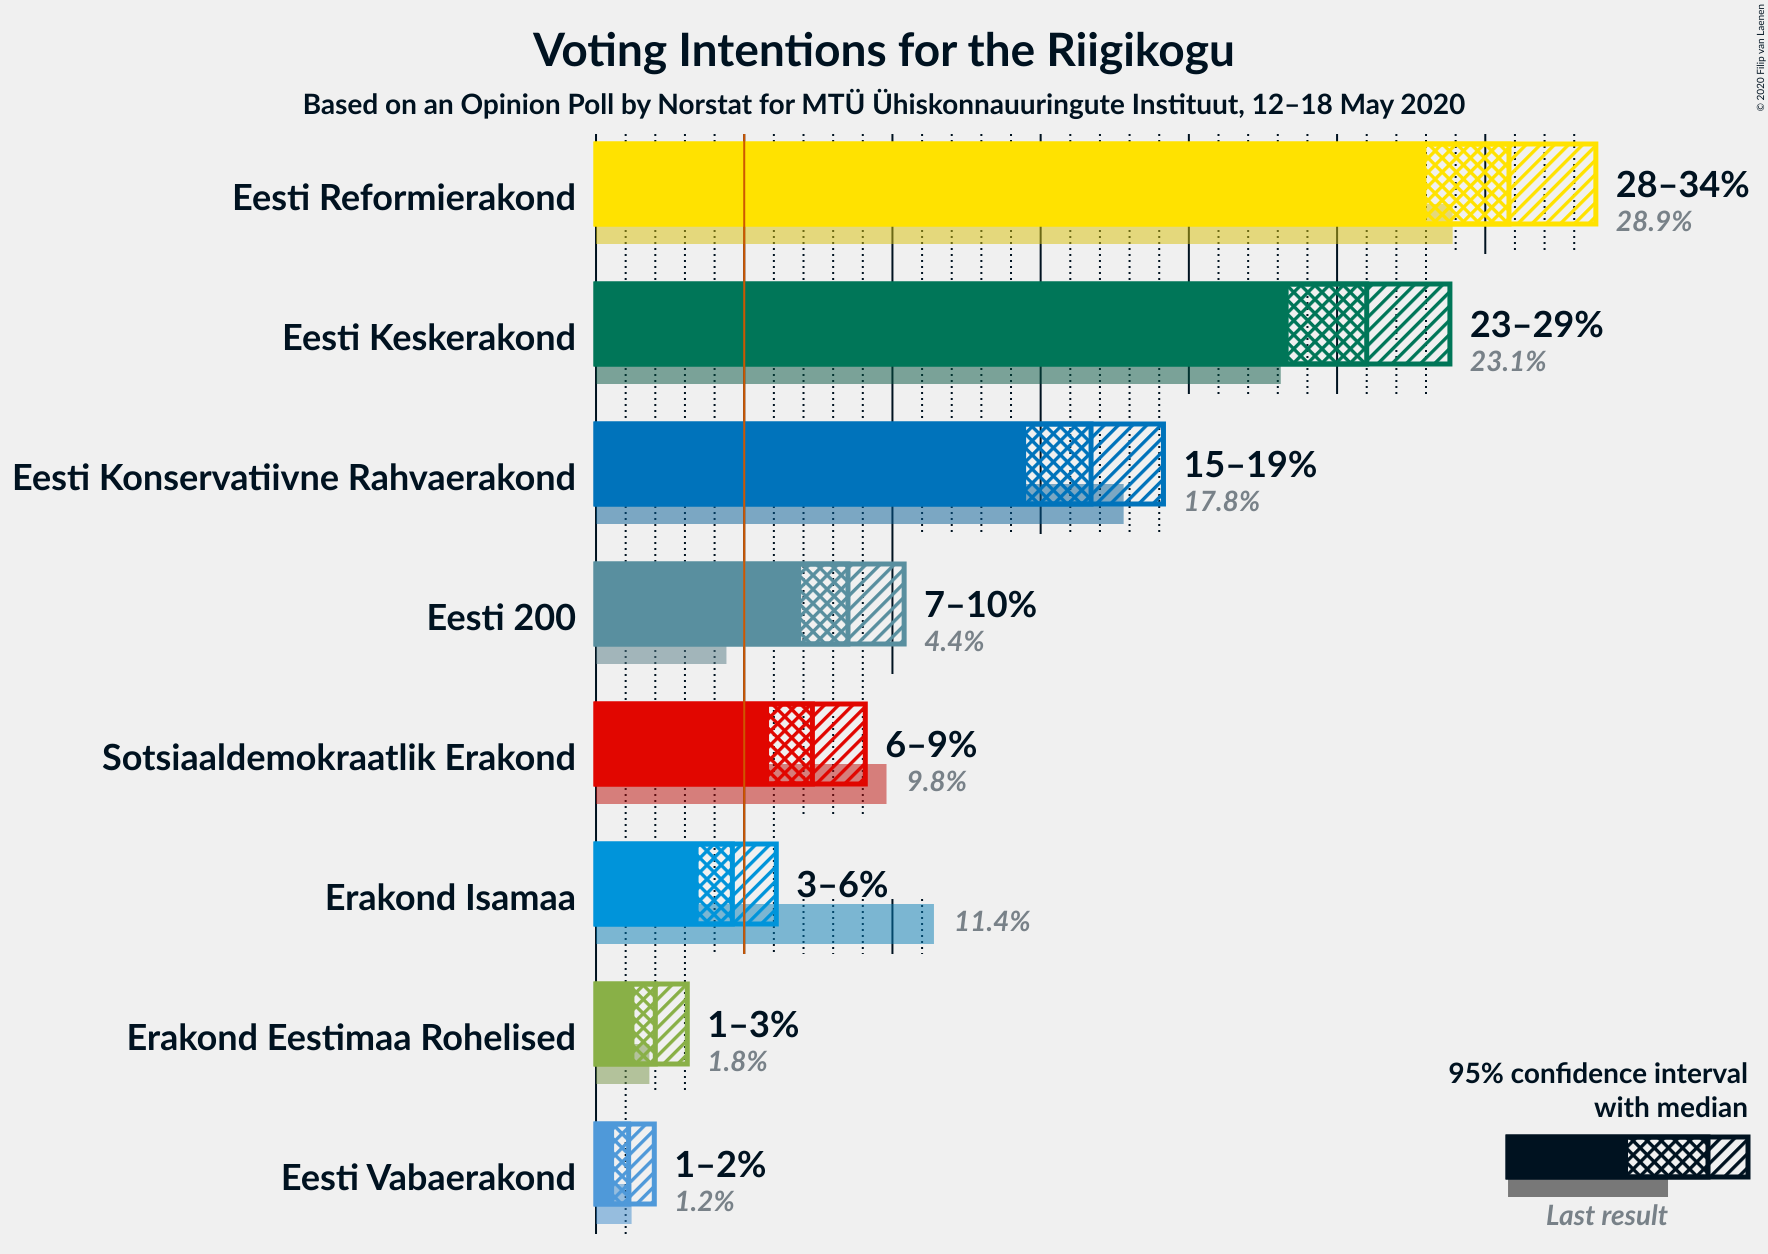 Voting Intentions for the Riigikogu
Based on an Opinion Poll by Norstat for MTÜ Ühiskonnauuringute Instituut, 12–18 May 2020
© 2020 Filip van Laenen
Eesti Reformierakond
28–34%
28.9%
Eesti Keskerakond
23–29%
23.1%
Eesti Konservatiivne Rahvaerakond
15–19%
17.8%
Eesti 200
7–10%
4.4%
Sotsiaaldemokraatlik Erakond
6–9%
9.8%
Erakond Isamaa
3–6%
11.4%
Erakond Eestimaa Rohelised
1–3%
1.8%
Eesti Vabaerakond
1–2%
1.2%
95% confidence interval
with median
Last result